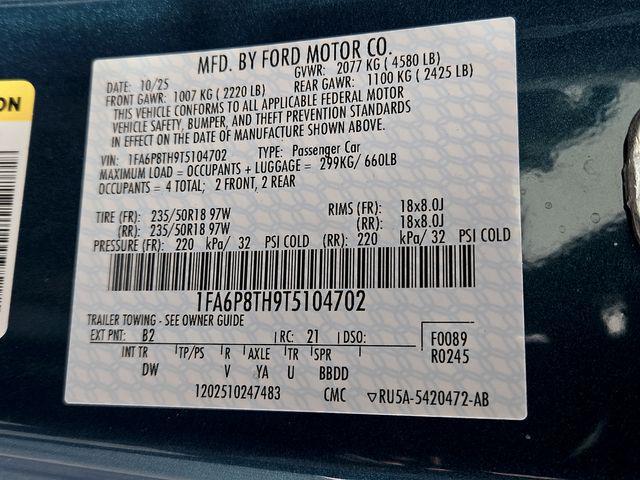 MFD. BY FORD MOTOR CO.
DATE: 10/25 GVWR: 2077 KG ( 4580 LB)
FRONT GAWR: 1007 KG ( 2220 LB) REAR GAWR: 1100 KG ( 2425 LB)
THIS VEHICLE CONFORMS TO ALL APPLICABLE FEDERAL MOTOR
VEHICLE SAFETY, BUMPER, AND THEFT PREVENTION STANDARDS
IN EFFECT ON THE DATE OF MANUFACTURE SHOWN ABOVE.
VIN: 1FA6P8TH9T5104702 TYPE: Passenger Car
MAXIMUM LOAD = OCCUPANTS + LUGGAGE = 299KG/ 660LB
OCCUPANTS = 4 TOTAL; 2 FRONT, 2 REAR
TIRE (FR): 235/50R18 97W RIMS (FR): 18x8.0J
(RR): 235/50R18 97W (RR): 18x8.0J
PRESSURE (FR): 220 kPa/ 32 PSI COLD (RR): 220 kPa/ 32 PSI COLD
1FA6P8TH9T5104702
TRAILER TOWING - SEE OWNER GUIDE
EXT PNT: B2 RC: 21 DSO: F0089
INT TR TP/PS R AXLE TR SPR R0245
DW V YA U BBDD
1202510247483 CMC ▽RU5A-5420472-AB
ON